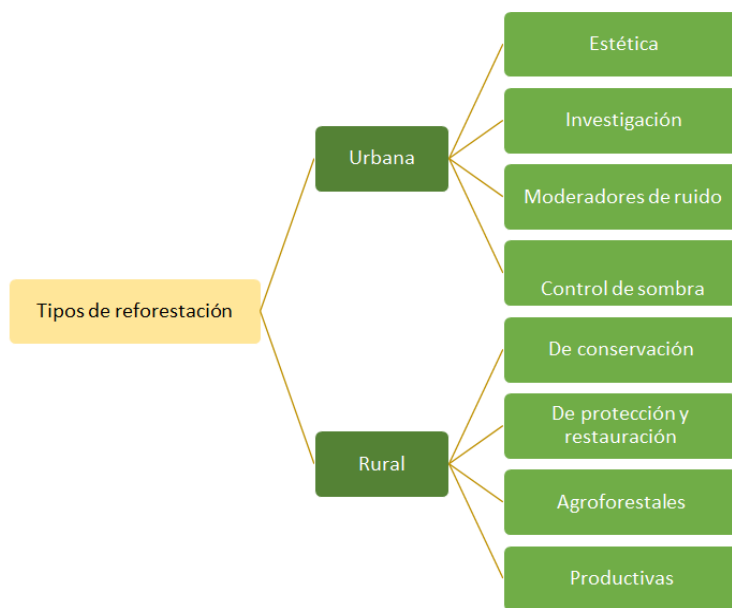 Tipos de reforestación
Urbana
Estética
Investigación
Moderadores de ruido
Control de sombra
Rural
De conservación
De protección y
restauración
Agroforestales
Productivas